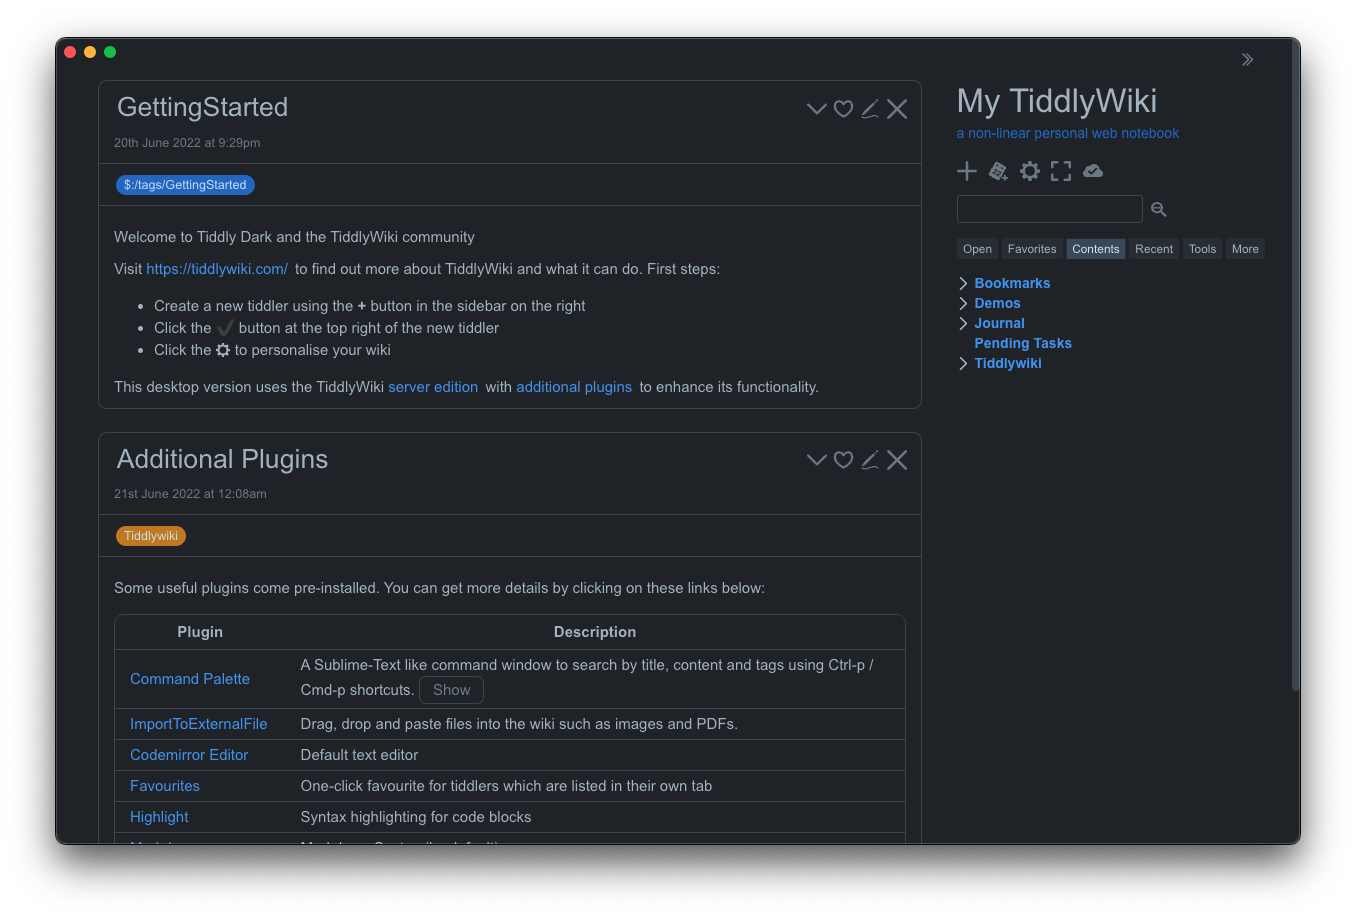 GettingStarted
20th June 2022 at 9:29pm
$:/tags/GettingStarted
Welcome to Tiddly Dark and the TiddlyWiki community
Visit https://tiddlywiki.com/ to find out more about TiddlyWiki and what it can do. First steps:
• Create a new tiddler using the + button in the sidebar on the right
• Click the ✓ button at the top right of the new tiddler
• Click the ⚙ to personalise your wiki
This desktop version uses the TiddlyWiki server edition with additional plugins to enhance its functionality.
Additional Plugins
21st June 2022 at 12:08am
Tiddlywiki
Some useful plugins come pre-installed. You can get more details by clicking on these links below:
Plugin Description
Command Palette
A Sublime-Text like command window to search by title, content and tags using Ctrl-p /
Cmd-p shortcuts. Show
ImportToExternalFile Drag, drop and paste files into the wiki such as images and PDFs.
Codemirror Editor Default text editor
Favourites One-click favourite for tiddlers which are listed in their own tab
Highlight Syntax highlighting for code blocks
My TiddlyWiki
a non-linear personal web notebook
Open Favorites Contents Recent Tools More
Bookmarks
Demos
Journal
Pending Tasks
Tiddlywiki